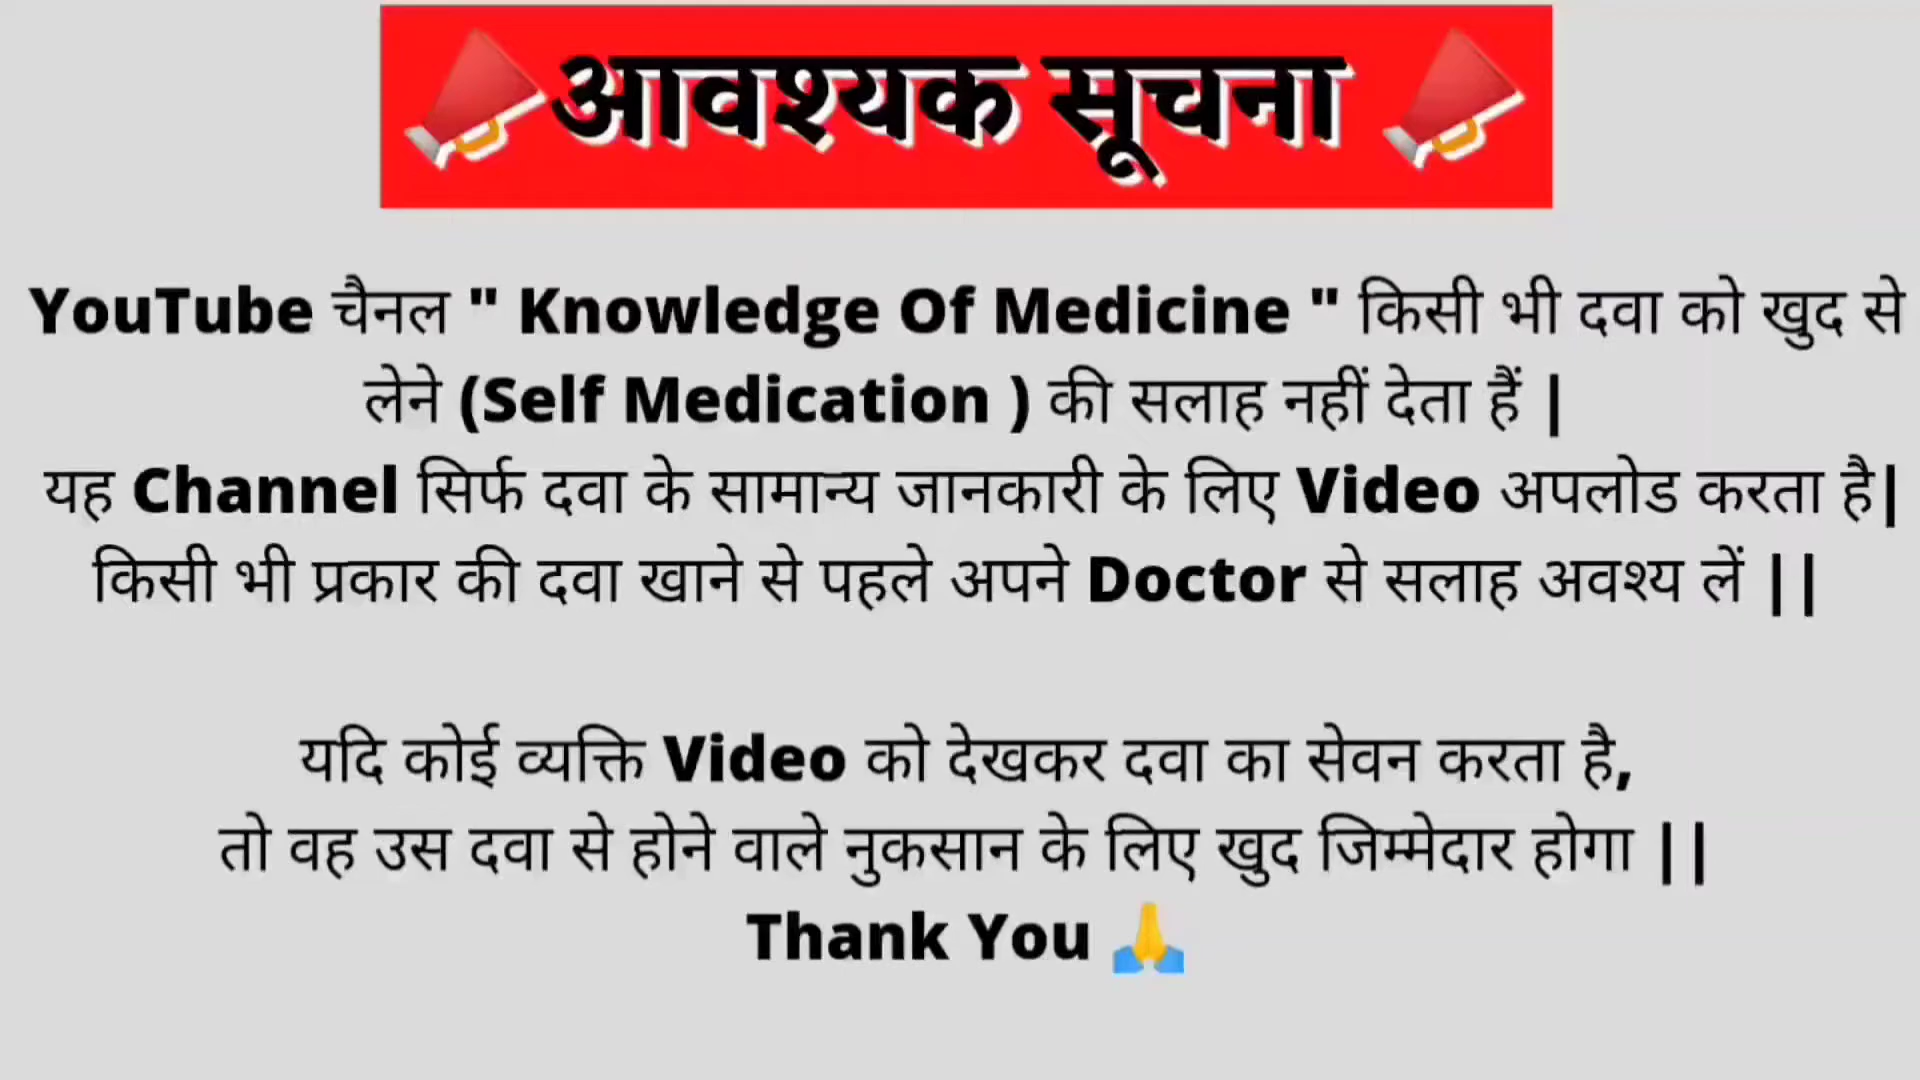 आवश्यक सूचना
YouTube चैनल " Knowledge Of Medicine " किसी भी दवा को खुद से
लेने (Self Medication ) की सलाह नहीं देता हैं |
यह Channel सिर्फ दवा के सामान्य जानकारी के लिए Video अपलोड करता है|
किसी भी प्रकार की दवा खाने से पहले अपने Doctor से सलाह अवश्य लें ||
यदि कोई व्यक्ति Video को देखकर दवा का सेवन करता है,
तो वह उस दवा से होने वाले नुकसान के लिए खुद जिम्मेदार होगा ||
Thank You 🙏